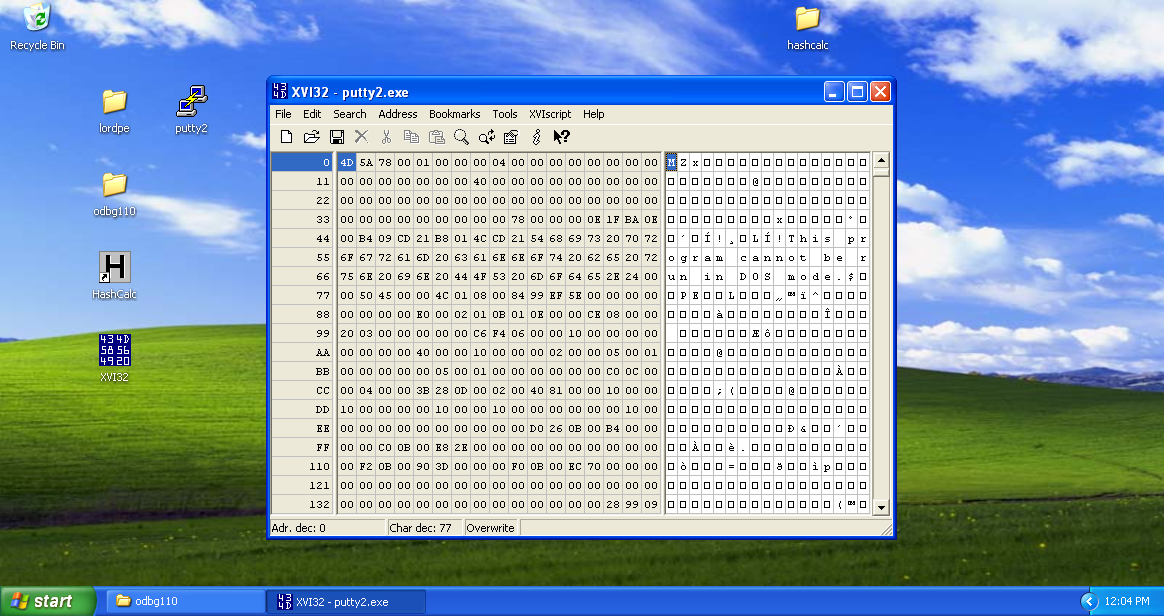 Recycle Bin
hashcalc
lordpe
putty2
odbg110
HashCalc
43 4D
58 56
49 20
XVI32
XVI32 - putty2.exe
File Edit Search Address Bookmarks Tools XVIscript Help
0 4D 5A 78 00 01 00 00 00 04 00 00 00 00 00 00 00 00 M Z x
11 00 00 00 00 00 00 00 40 00 00 00 00 00 00 00 00 00 @
22 00 00 00 00 00 00 00 00 00 00 00 00 00 00 00 00 00
33 00 00 00 00 00 00 00 00 00 78 00 00 00 0E 1F BA 0E x º
44 00 B4 09 CD 21 B8 01 4C CD 21 54 68 69 73 20 70 72 ´ Í ! ¸ L Í ! T h i s p r
55 6F 67 72 61 6D 20 63 61 6E 6E 6F 74 20 62 65 20 72 o g r a m c a n n o t b e r
66 75 6E 20 69 6E 20 44 4F 53 20 6D 6F 64 65 2E 24 00 u n i n D O S m o d e . $
77 00 50 45 00 00 4C 01 08 00 84 99 EF 5E 00 00 00 00 P E L „ ™ ï ^
88 00 00 00 00 E0 00 02 01 0B 01 0E 00 00 CE 08 00 00 à Î
99 20 03 00 00 00 00 00 C6 F4 06 00 00 10 00 00 00 00 Æ ô
AA 00 00 00 00 40 00 00 10 00 00 00 02 00 00 05 00 01 @
BB 00 00 00 00 00 05 00 01 00 00 00 00 00 C0 0C 00 À
CC 00 04 00 00 3B 28 0D 00 02 00 40 81 00 00 10 00 00 ; ( @
DD 10 00 00 00 00 10 00 00 10 00 00 00 00 00 00 10 00
EE 00 00 00 00 00 00 00 00 00 00 D0 26 0B 00 B4 00 00 Ð & ´
FF 00 00 C0 0B 00 E8 2E 00 00 00 00 00 00 00 00 00 00 À è .
110 00 F2 0B 00 90 3D 00 00 00 F0 0B 00 EC 70 00 00 00 ò = ð ì p
121 00 00 00 00 00 00 00 00 00 00 00 00 00 00 00 00 00
132 00 00 00 00 00 00 00 00 00 00 00 00 00 00 28 99 09 ( ™
Adr. dec: 0 Char dec: 77 Overwrite
start odbg110 XVI32 - putty2.exe 12:04 PM